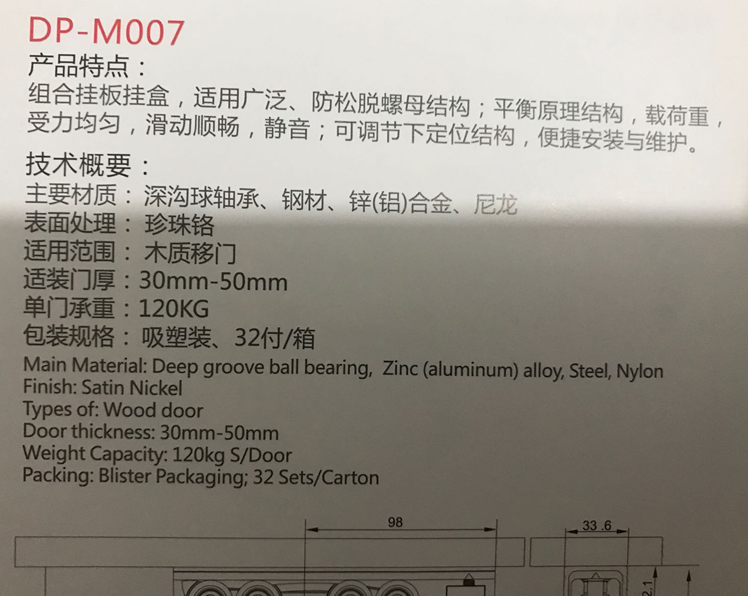 DP-M007
产品特点：
组合挂板挂盒，适用广泛、防松脱螺母结构；平衡原理结构，载荷重，
受力均匀，滑动顺畅，静音；可调节下定位结构，便捷安装与维护。
技术概要：
主要材质：深沟球轴承、钢材、锌(铝)合金、尼龙
表面处理：珍珠铬
适用范围：木质移门
适装门厚：30mm-50mm
单门承重：120KG
包装规格：吸塑装、32付/箱
Main Material: Deep groove ball bearing, Zinc (aluminum) alloy, Steel, Nylon
Finish: Satin Nickel
Types of: Wood door
Door thickness: 30mm-50mm
Weight Capacity: 120kg S/Door
Packing: Blister Packaging; 32 Sets/Carton
98
33.6